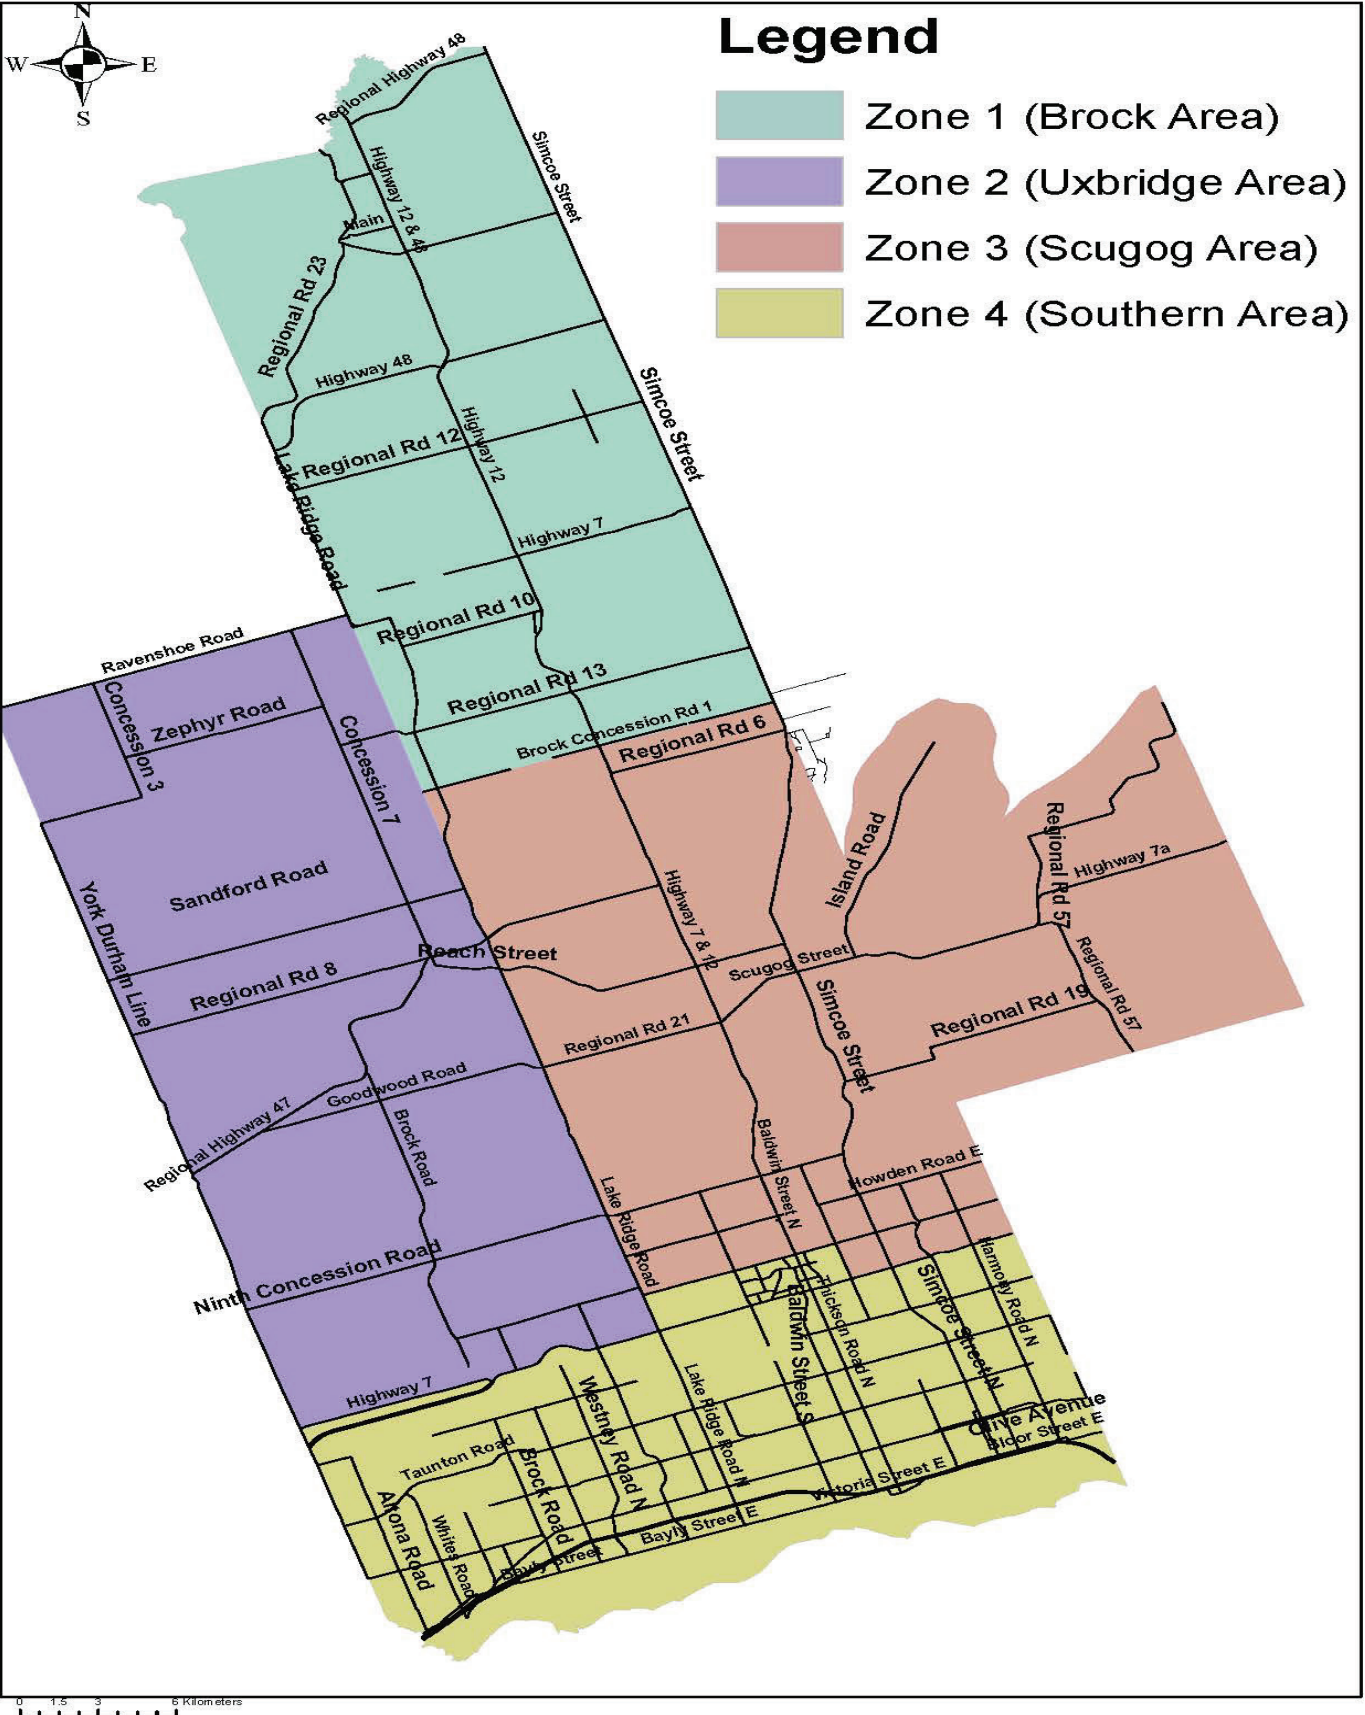 N
W
E
S
Legend
Zone 1 (Brock Area)
Zone 2 (Uxbridge Area)
Zone 3 (Scugog Area)
Zone 4 (Southern Area)
Regional Highway 48
Simcoe Street
Highway 12 & 48
Main
Regional Rd 23
Highway 48
Simcoe Street
Regional Rd 12
Highway 12
Lake Ridge Road
Highway 7
Regional Rd 10
Ravenshoe Road
Regional Rd 13
Concession 3
Zephyr Road
Concession 7
Brock Concession Rd 1
Regional Rd 6
Island Road
Regional Rd 57
Highway 7a
Sandford Road
York Durham Line
Highway 7 & 12
Reach Street
Scugog Street
Regional Rd 8
Regional Rd 57
Simcoe Street
Regional Rd 19
Regional Rd 21
Goodwood Road
Regional Highway 47
Brock Road
Baldwin Street N
Howden Road E
Lake Ridge Road
Ninth Concession Road
Harmony Road N
Simcoe Street N
Thickson Road N
Baldwin Street S
Highway 7
Westney Road N
Lake Ridge Road N
Olive Avenue
Bloor Street E
Taunton Road
Brock Road
Victoria Street E
Altona Road
Whites Road
Bayly Street E
Bayly Street
0 1.5 3 6 Kilometers